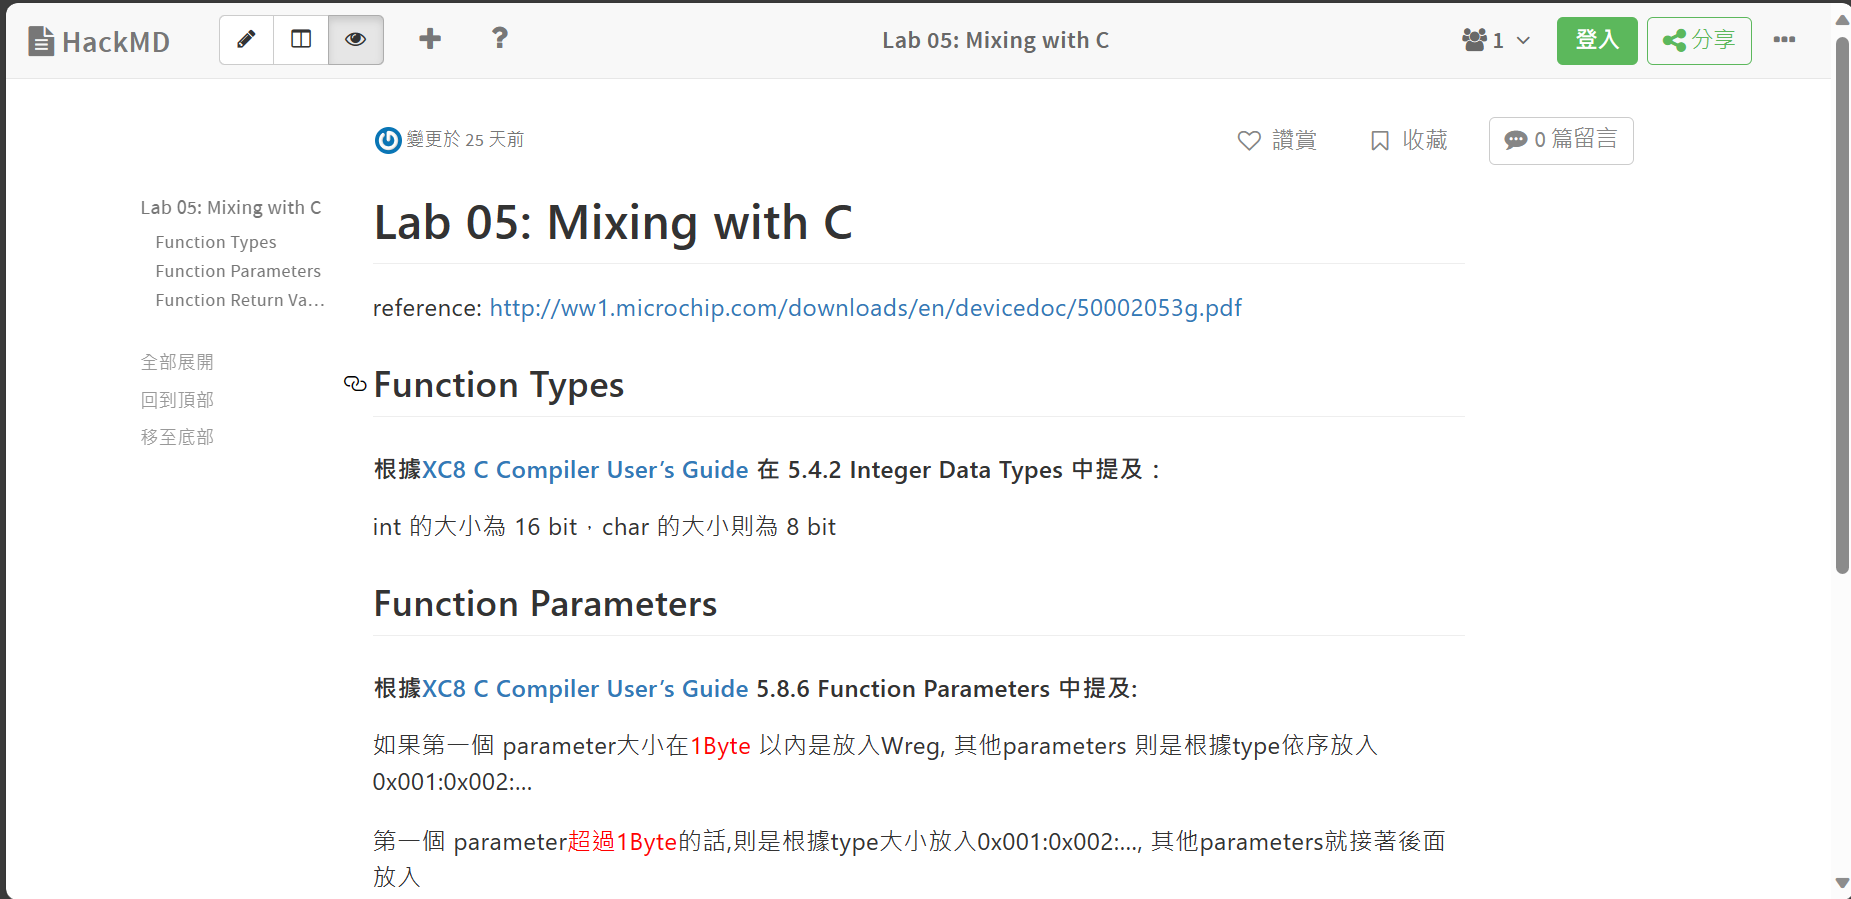 HackMD
Lab 05: Mixing with C
1
登入
分享
變更於 25 天前
讚賞
收藏
0 篇留言
Lab 05: Mixing with C
Function Types
Function Parameters
Function Return Va...
全部展開
回到頂部
移至底部
Lab 05: Mixing with C
reference: http://ww1.microchip.com/downloads/en/devicedoc/50002053g.pdf
Function Types
根據XC8 C Compiler User’s Guide 在 5.4.2 Integer Data Types 中提及：
int 的大小為 16 bit，char 的大小則為 8 bit
Function Parameters
根據XC8 C Compiler User’s Guide 5.8.6 Function Parameters 中提及:
如果第一個 parameter大小在1Byte 以內是放入Wreg, 其他parameters 則是根據type依序放入
0x001:0x002:…
第一個 parameter超過1Byte的話,則是根據type大小放入0x001:0x002:…, 其他parameters就接著後面
放入